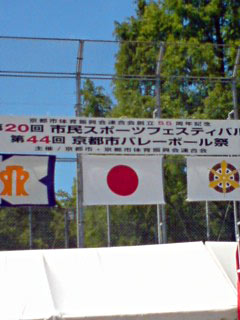 京都市体育振興会連合会創立55周年記念
第20回 市民スポーツフェスティバル
第44回 京都市バレーボール祭
主催/京都市・京都市体育振興会連合会